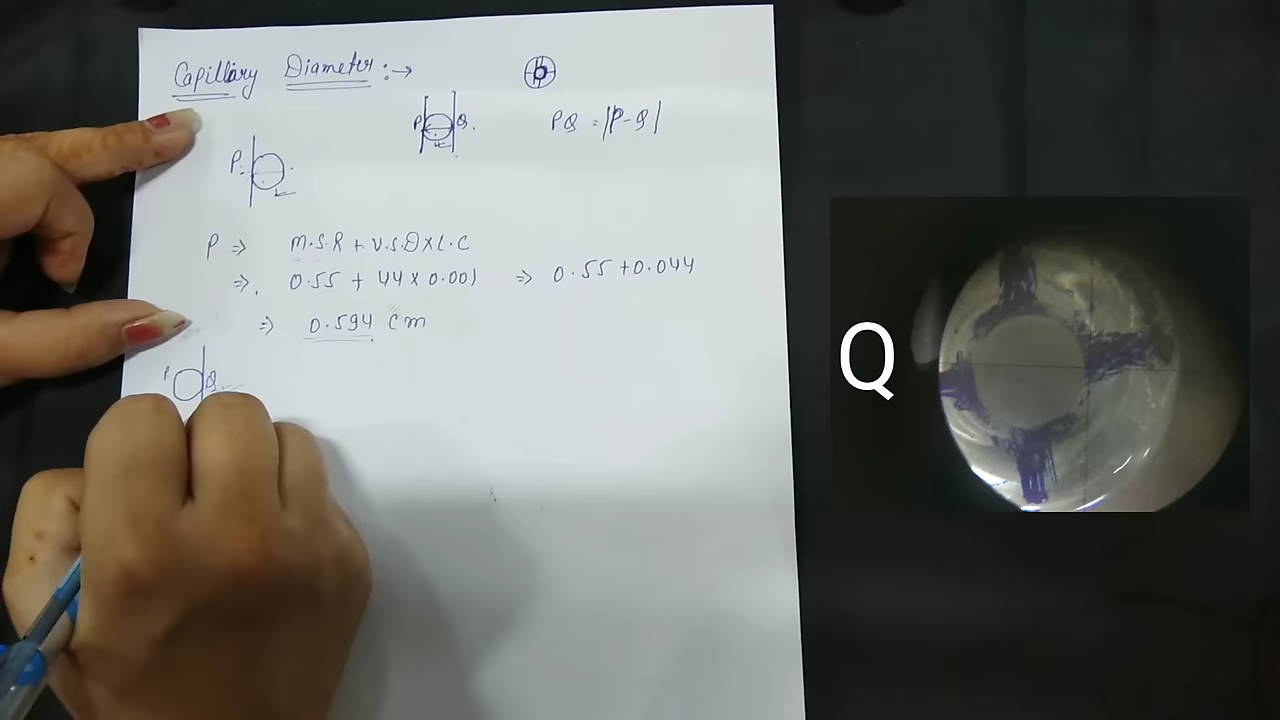 Capillary Diameter :→
P Q . PQ = |P-Q|
P
P ⇒ M.S.R + V.S.D X L.C
⇒. 0.55 + 44 x 0.001 ⇒ 0.55 + 0.044
⇒ 0.594 cm
P Q
Q